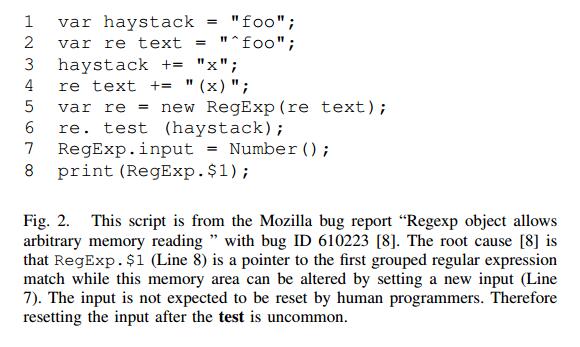 1 var haystack = "foo";
2 var re text = "^foo";
3 haystack += "x";
4 re text += "(x)";
5 var re = new RegExp(re text);
6 re. test (haystack);
7 RegExp.input = Number();
8 print(RegExp.$1);
Fig. 2. This script is from the Mozilla bug report “Regexp object allows
arbitrary memory reading ” with bug ID 610223 [8]. The root cause [8] is
that RegExp.$1 (Line 8) is a pointer to the first grouped regular expression
match while this memory area can be altered by setting a new input (Line
7). The input is not expected to be reset by human programmers. Therefore
resetting the input after the test is uncommon.